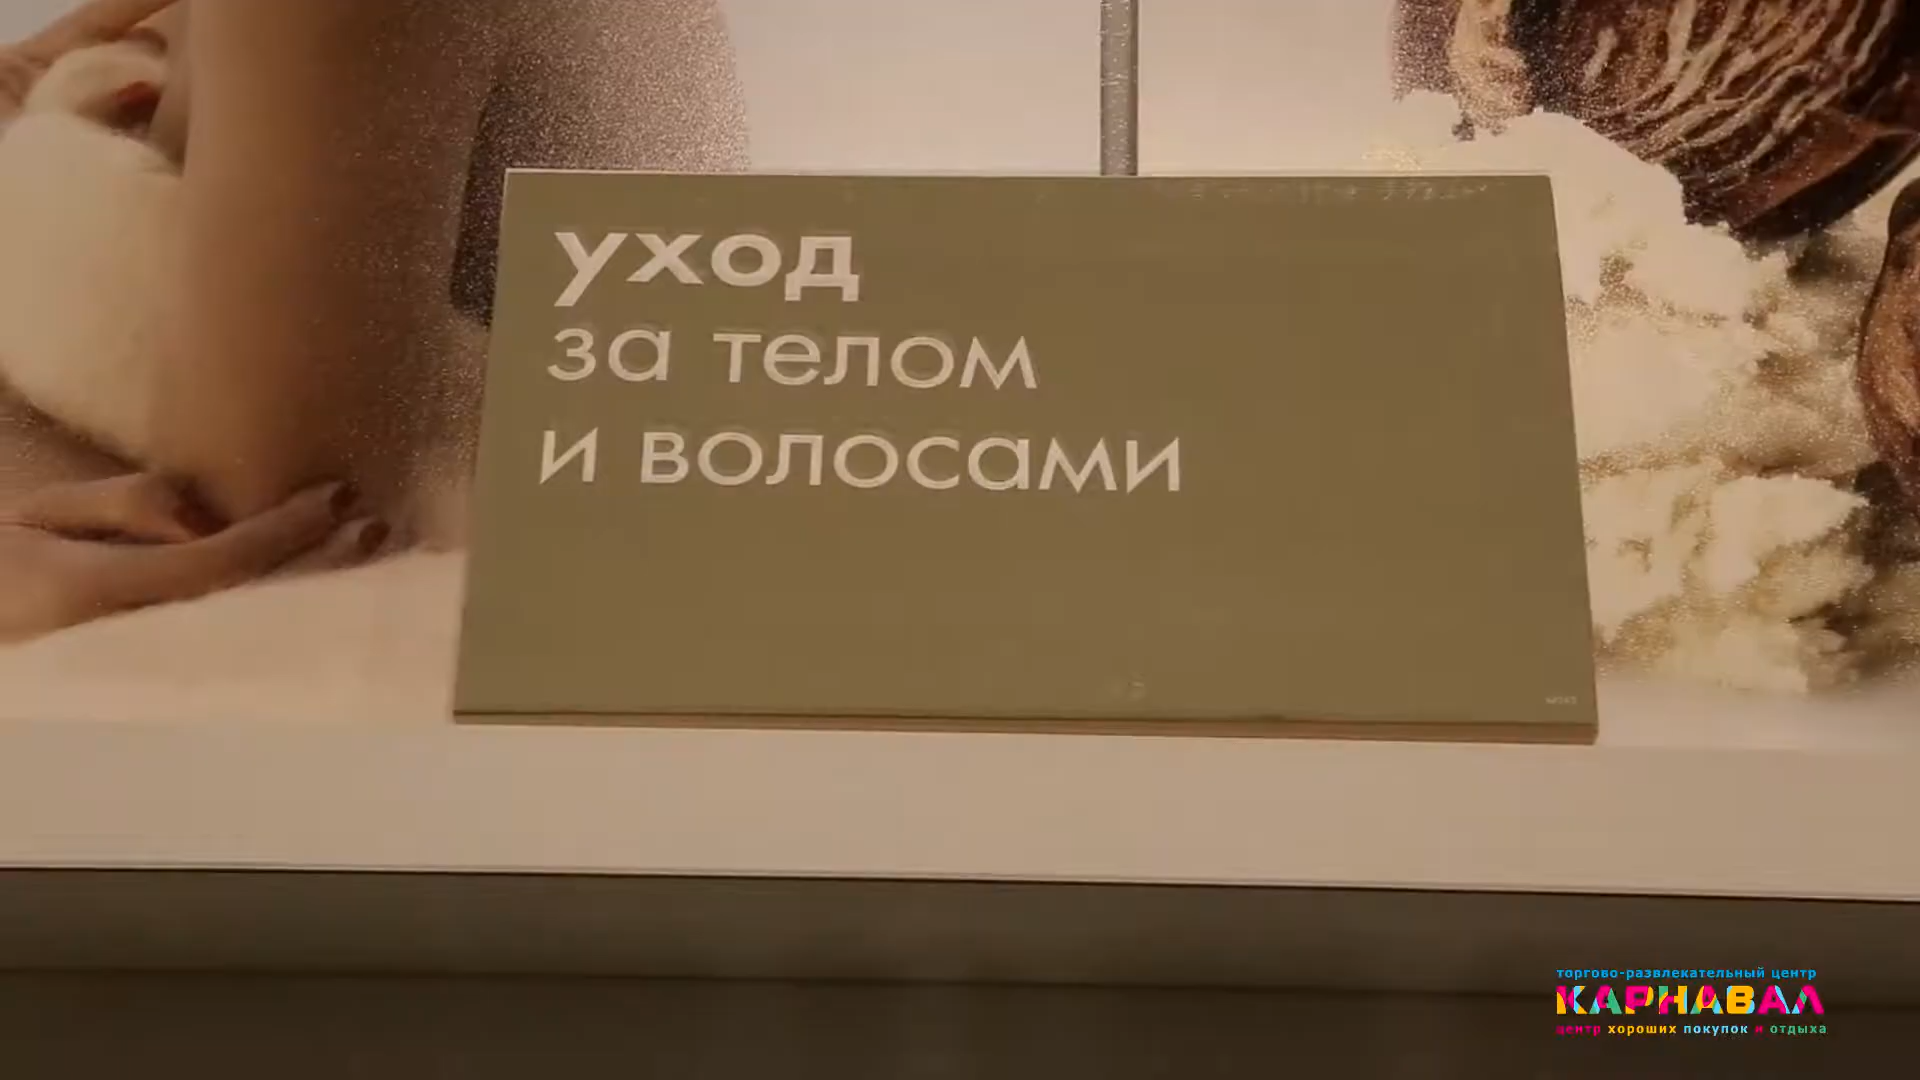 уход
за телом
и волосами
торгово-развлекательный центр
КАРНАВАЛ
центр хороших покупок и отдыха